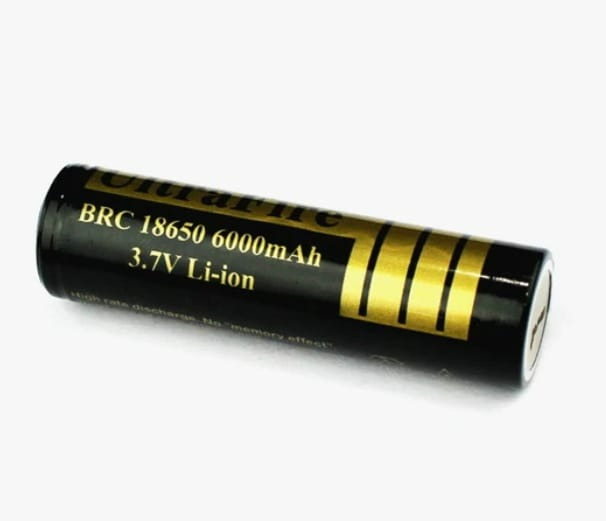 UltraFire
BRC 18650 6000mAh
3.7V Li-ion
High rate discharge. No "memory effect"